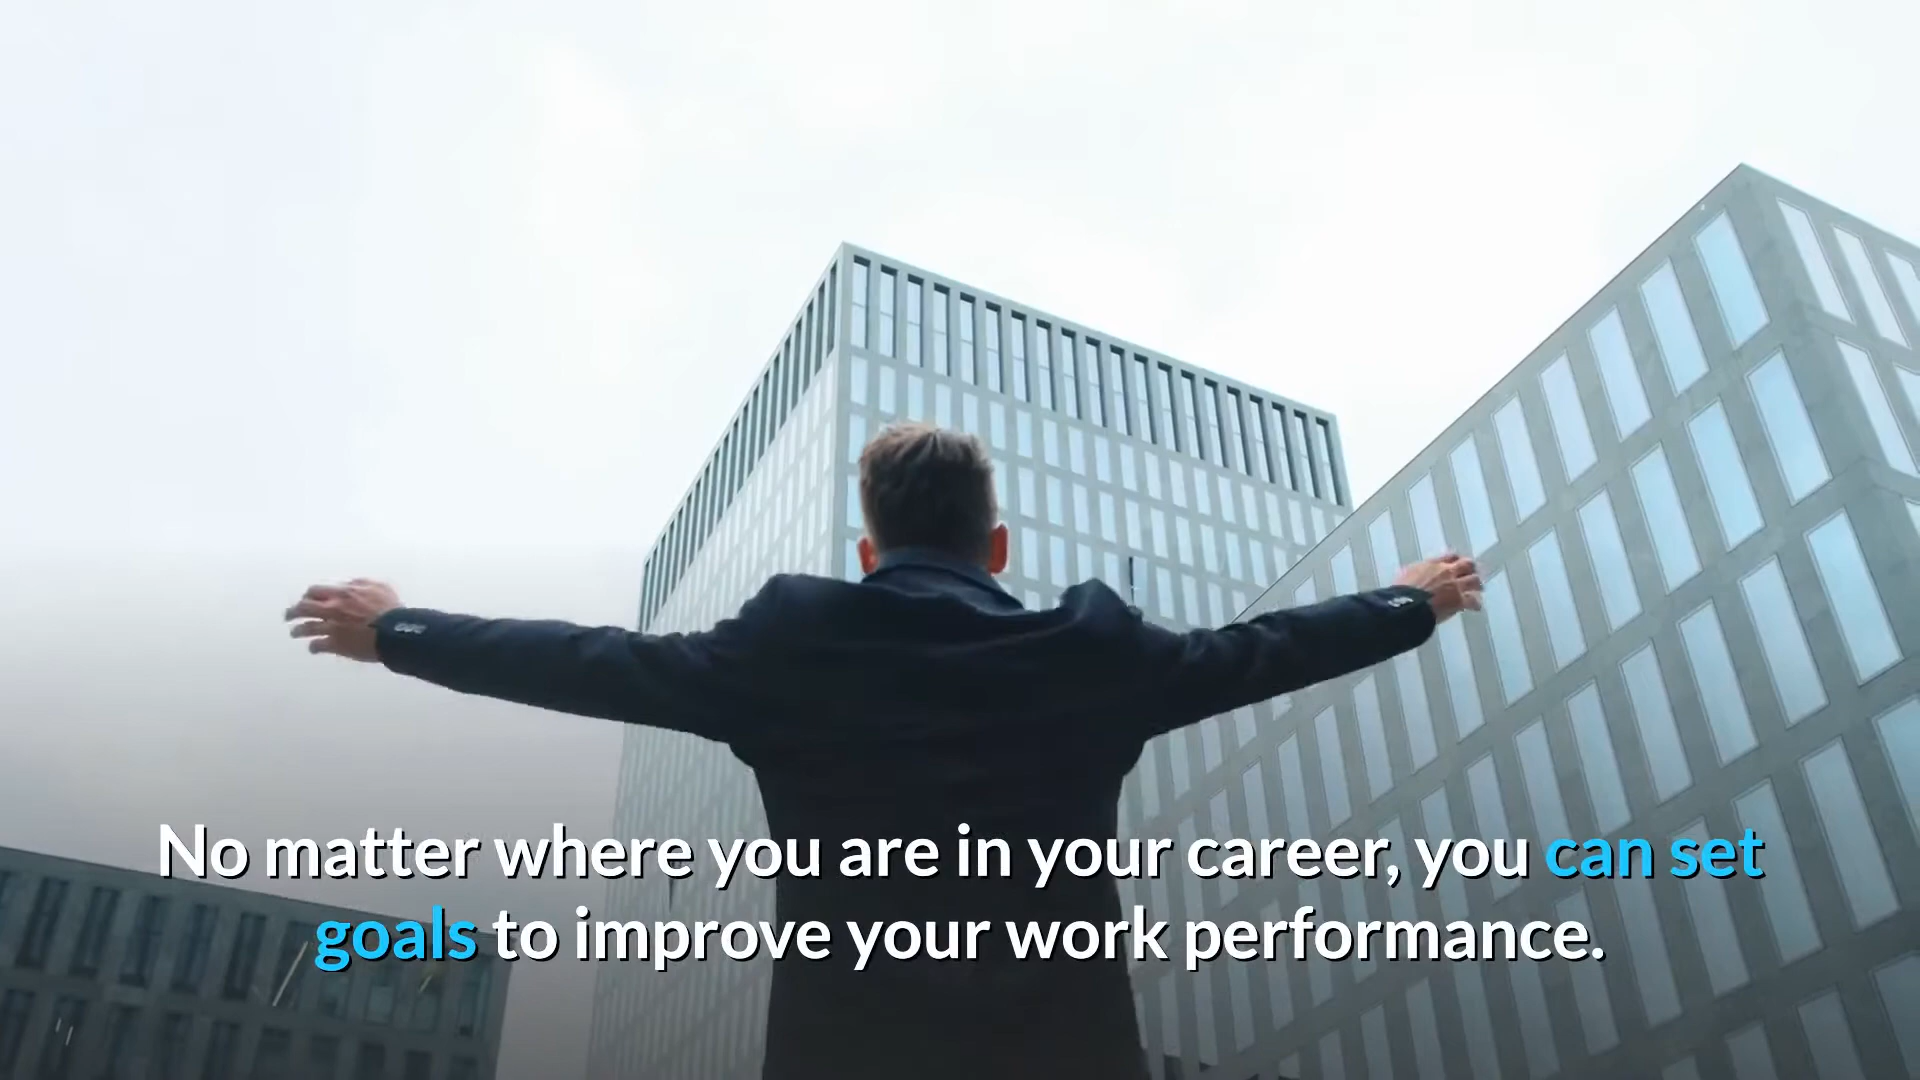 No matter where you are in your career, you can set
goals to improve your work performance.